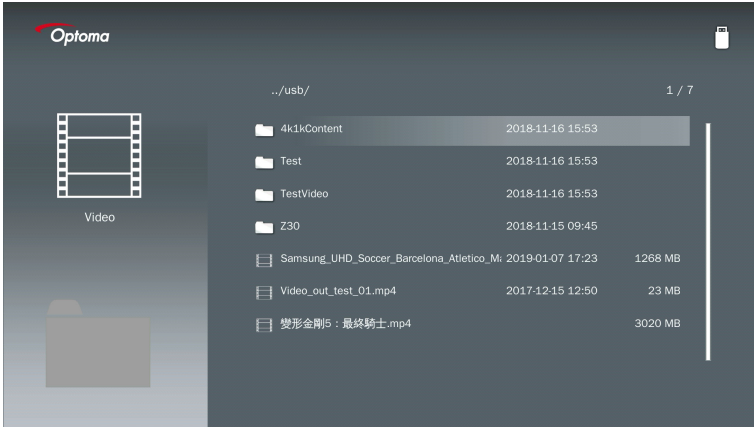 Optoma
../usb/ 1 / 7
4k1kContent 2018-11-16 15:53
Test 2018-11-16 15:53
TestVideo 2018-11-16 15:53
Video
Z30 2018-11-15 09:45
Samsung_UHD_Soccer_Barcelona_Atletico_Ma 2019-01-07 17:23 1268 MB
Video_out_test_01.mp4 2017-12-15 12:50 23 MB
變形金剛5：最終騎士.mp4 3020 MB